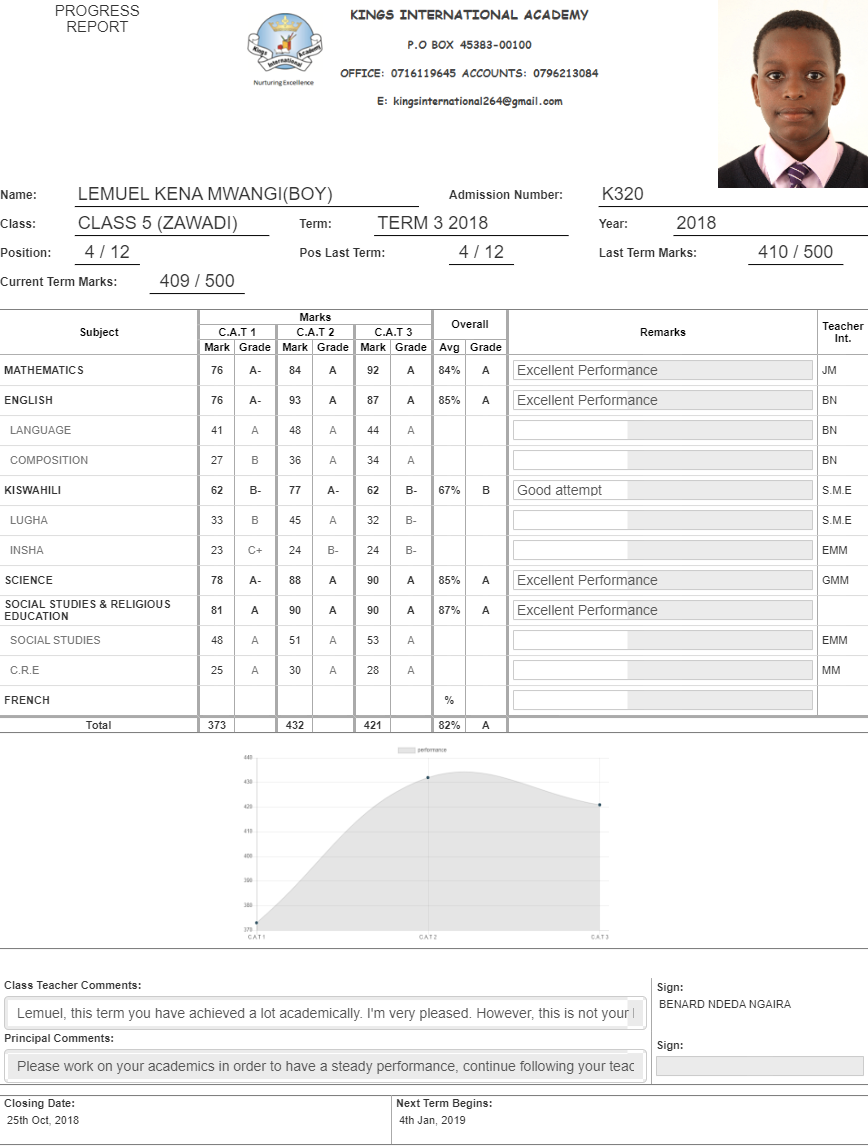 PROGRESS
REPORT
Kings International Academy
Nurturing Excellence
KINGS INTERNATIONAL ACADEMY
P.O BOX 45383-00100
OFFICE: 0716119645 ACCOUNTS: 0796213084
E: kingsinternational264@gmail.com
Name: LEMUEL KENA MWANGI(BOY) Admission Number: K320
Class: CLASS 5 (ZAWADI) Term: TERM 3 2018 Year: 2018
Position: 4 / 12 Pos Last Term: 4 / 12 Last Term Marks: 410 / 500
Current Term Marks: 409 / 500
Subject Marks Overall Remarks Teacher Int.
C.A.T 1 C.A.T 2 C.A.T 3
Mark Grade Mark Grade Mark Grade Avg Grade
MATHEMATICS 76 A- 84 A 92 A 84% A Excellent Performance JM
ENGLISH 76 A- 93 A 87 A 85% A Excellent Performance BN
LANGUAGE 41 A 48 A 44 A BN
COMPOSITION 27 B 36 A 34 A BN
KISWAHILI 62 B- 77 A- 62 B- 67% B Good attempt S.M.E
LUGHA 33 B 45 A 32 B- S.M.E
INSHA 23 C+ 24 B- 24 B- EMM
SCIENCE 78 A- 88 A 90 A 85% A Excellent Performance GMM
SOCIAL STUDIES & RELIGIOUS
EDUCATION 81 A 90 A 90 A 87% A Excellent Performance
SOCIAL STUDIES 48 A 51 A 53 A EMM
C.R.E 25 A 30 A 28 A MM
FRENCH %
Total 373 432 421 82% A
performance
440
430
420
410
400
390
380
370
CAT1 CAT2 CAT3
Class Teacher Comments:
Lemuel, this term you have achieved a lot academically. I'm very pleased. However, this is not your
Sign:
BENARD NDEDA NGAIRA
Principal Comments:
Please work on your academics in order to have a steady performance, continue following your teac
Sign:
Closing Date: Next Term Begins:
25th Oct, 2018 4th Jan, 2019